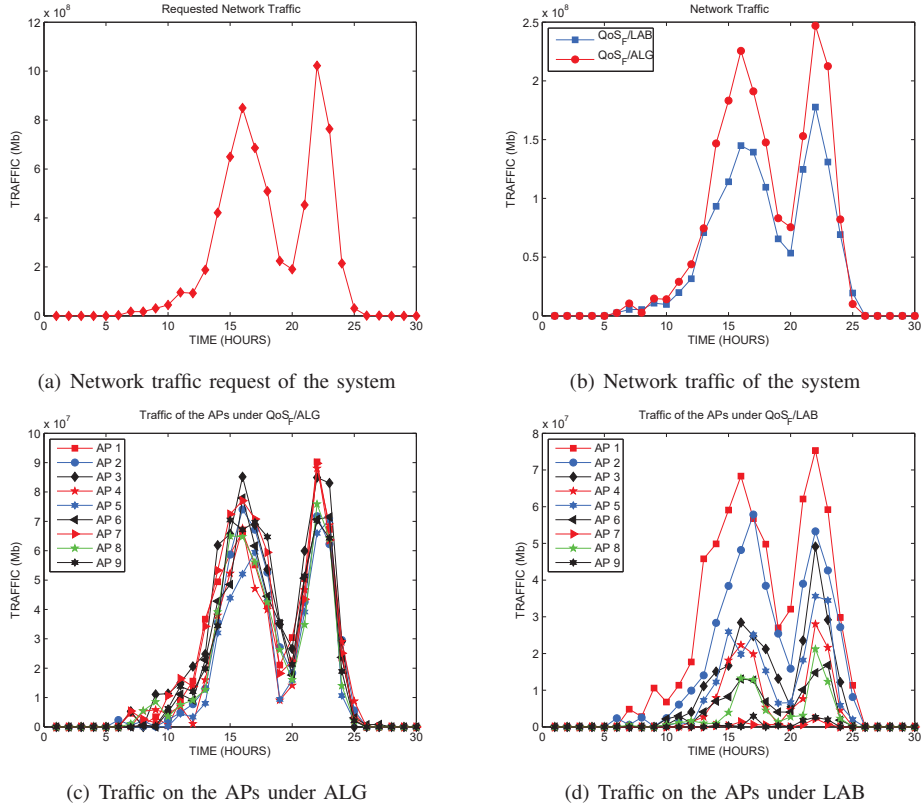 Requested Network Traffic
x 10^8
12
10
8
6
4
2
0
TRAFFIC (Mb)
0 5 10 15 20 25 30
TIME (HOURS)
(a) Network traffic request of the system
Network Traffic
x 10^8
2.5
2
1.5
1
0.5
0
TRAFFIC (Mb)
QoS_F/LAB
QoS_F/ALG
0 5 10 15 20 25 30
TIME (HOURS)
(b) Network traffic of the system
Traffic of the APs under QoS_F/ALG
x 10^7
10
9
8
7
6
5
4
3
2
1
0
TRAFFIC (Mb)
AP 1
AP 2
AP 3
AP 4
AP 5
AP 6
AP 7
AP 8
AP 9
0 5 10 15 20 25 30
TIME (HOURS)
(c) Traffic on the APs under ALG
Traffic of the APs under QoS_F/LAB
x 10^7
8
7
6
5
4
3
2
1
0
TRAFFIC (Mb)
AP 1
AP 2
AP 3
AP 4
AP 5
AP 6
AP 7
AP 8
AP 9
0 5 10 15 20 25 30
TIME (HOURS)
(d) Traffic on the APs under LAB